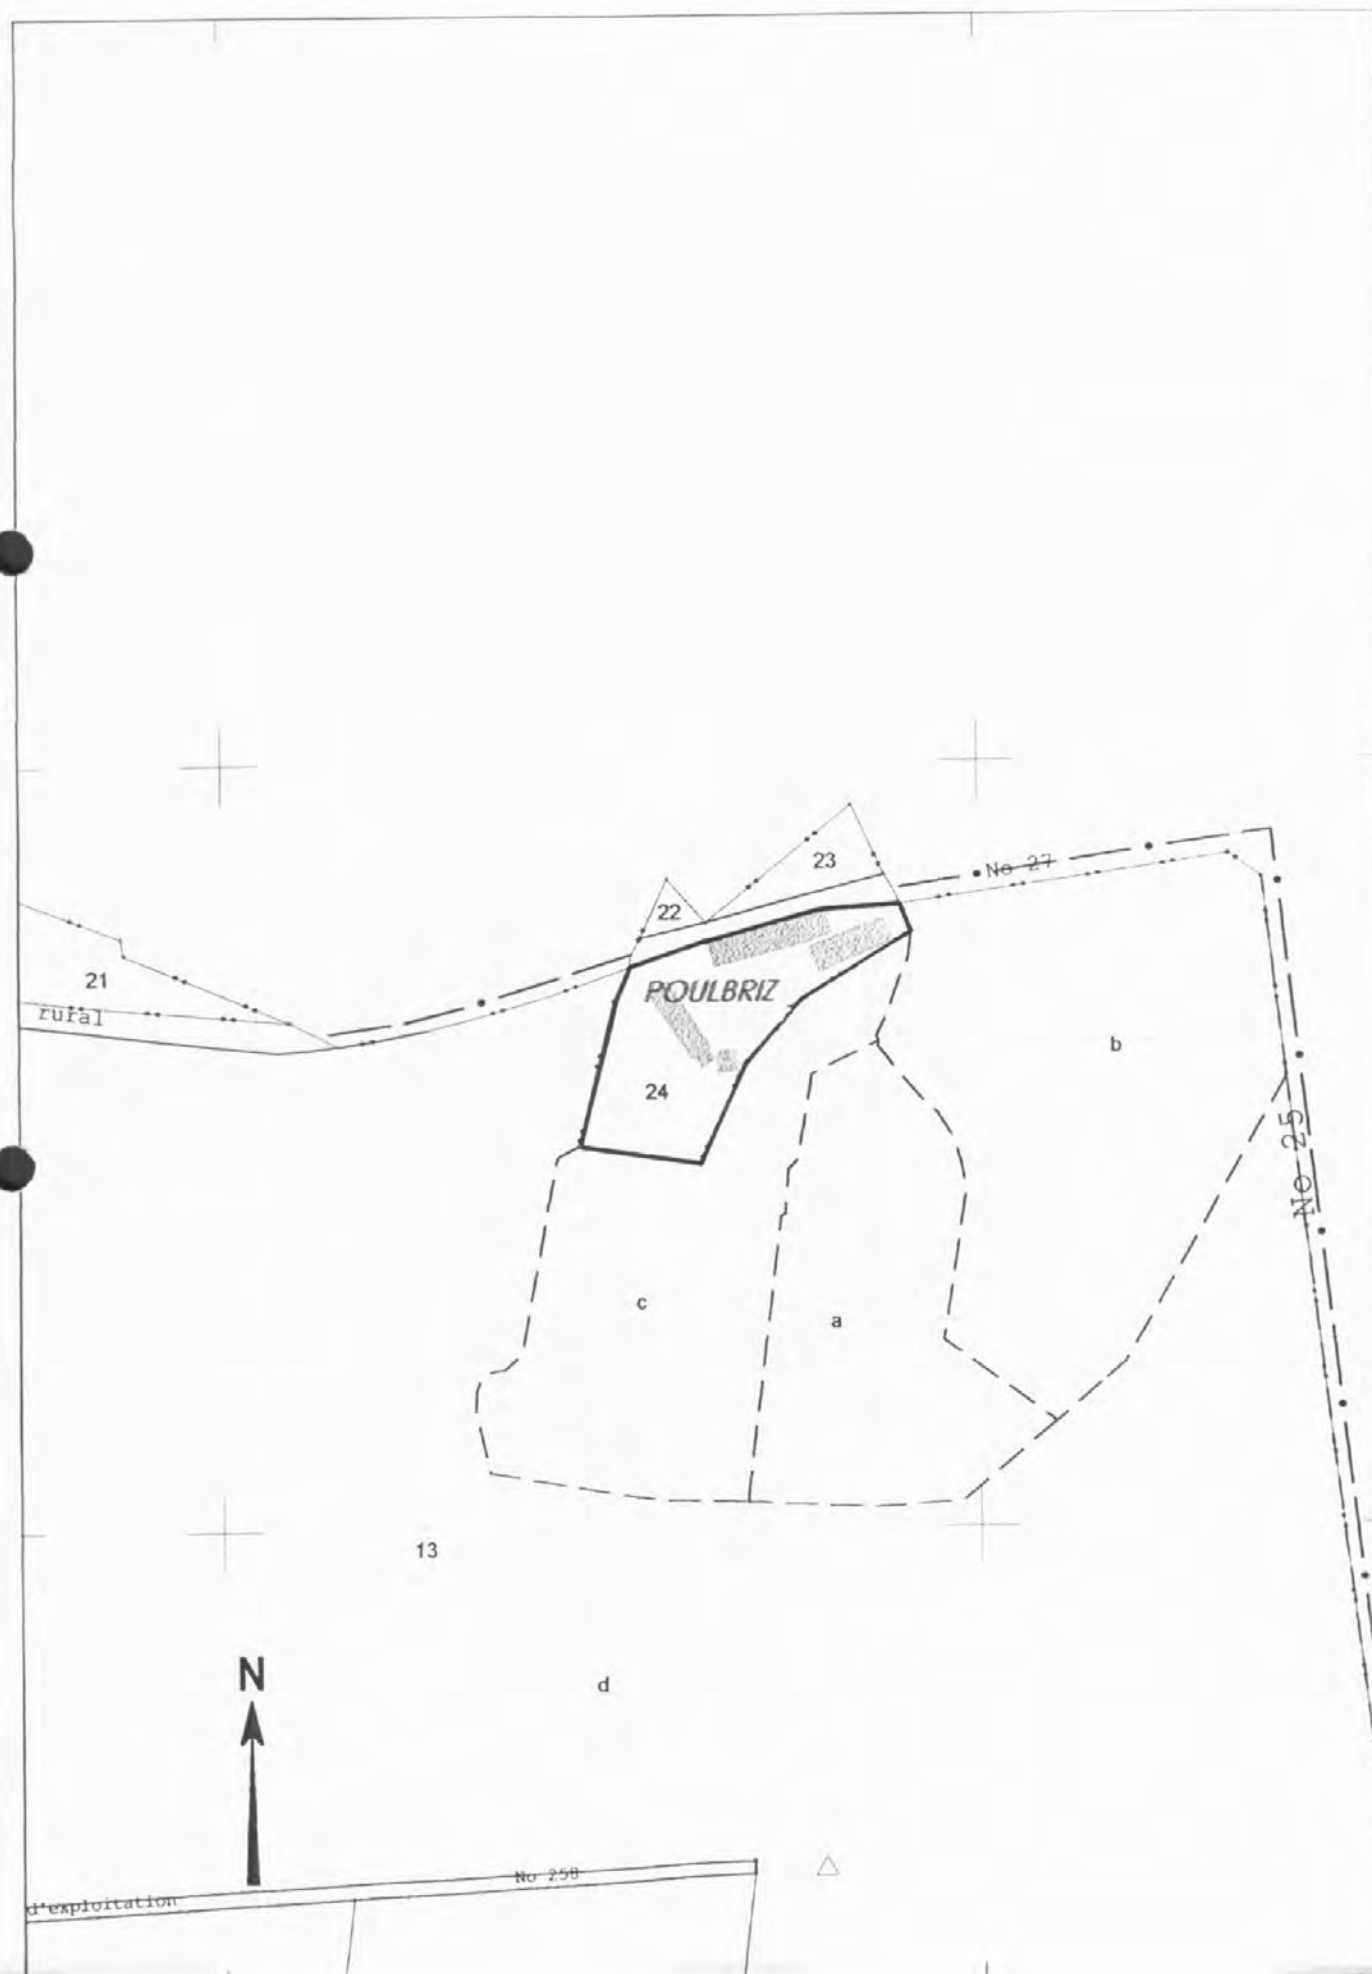 23
No 27
22
21
POULBRIZ
rural
b
24
No 25
c
a
13
N
d
No 258
d'exploitation